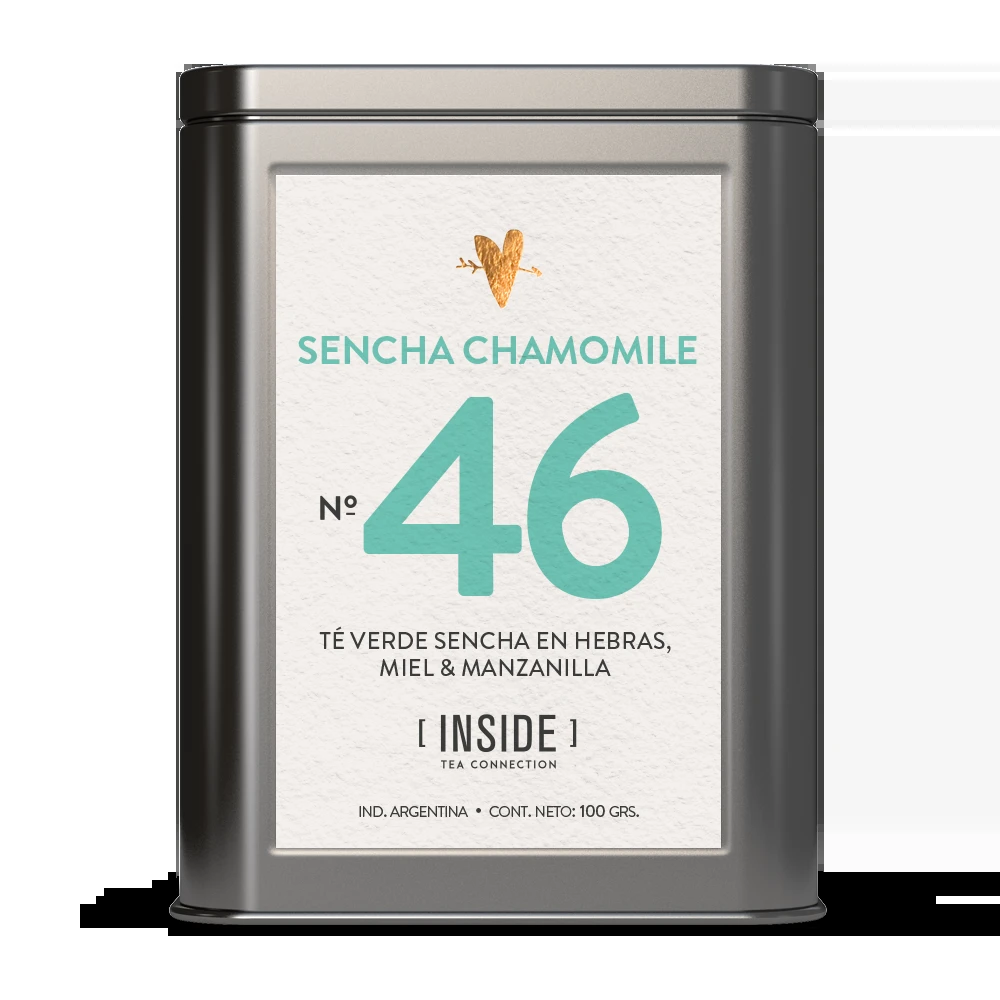 SENCHA CHAMOMILE
Nº 46
TÉ VERDE SENCHA EN HEBRAS,
MIEL & MANZANILLA
[ INSIDE ]
TEA CONNECTION
IND. ARGENTINA • CONT. NETO: 100 GRS.